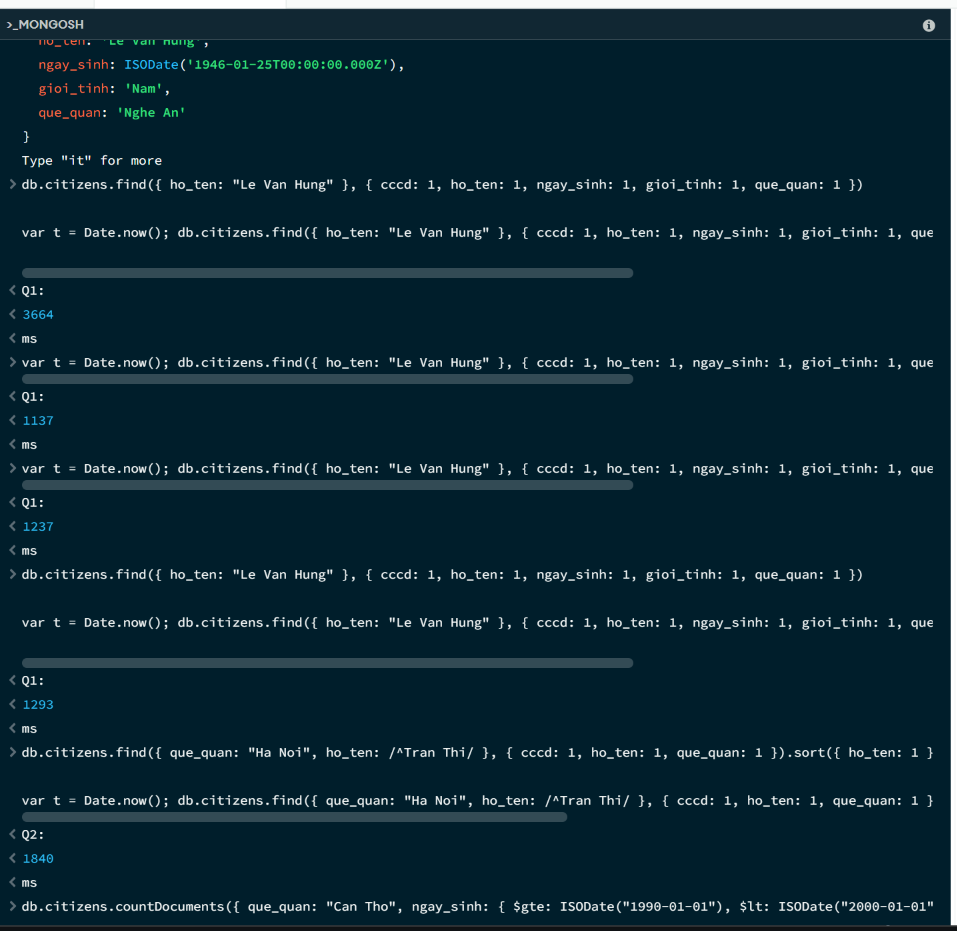 >_MONGOSH
ho_ten: 'Le Van Hung',
ngay_sinh: ISODate('1946-01-25T00:00:00.000Z'),
gioi_tinh: 'Nam',
que_quan: 'Nghe An'
}
Type "it" for more
> db.citizens.find({ ho_ten: "Le Van Hung" }, { cccd: 1, ho_ten: 1, ngay_sinh: 1, gioi_tinh: 1, que_quan: 1 })
var t = Date.now(); db.citizens.find({ ho_ten: "Le Van Hung" }, { cccd: 1, ho_ten: 1, ngay_sinh: 1, gioi_tinh: 1, que
< Q1:
< 3664
< ms
> var t = Date.now(); db.citizens.find({ ho_ten: "Le Van Hung" }, { cccd: 1, ho_ten: 1, ngay_sinh: 1, gioi_tinh: 1, que
< Q1:
< 1137
< ms
> var t = Date.now(); db.citizens.find({ ho_ten: "Le Van Hung" }, { cccd: 1, ho_ten: 1, ngay_sinh: 1, gioi_tinh: 1, que
< Q1:
< 1237
< ms
> db.citizens.find({ ho_ten: "Le Van Hung" }, { cccd: 1, ho_ten: 1, ngay_sinh: 1, gioi_tinh: 1, que_quan: 1 })
var t = Date.now(); db.citizens.find({ ho_ten: "Le Van Hung" }, { cccd: 1, ho_ten: 1, ngay_sinh: 1, gioi_tinh: 1, que
< Q1:
< 1293
< ms
> db.citizens.find({ que_quan: "Ha Noi", ho_ten: /^Tran Thi/ }, { cccd: 1, ho_ten: 1, que_quan: 1 }).sort({ ho_ten: 1 }
var t = Date.now(); db.citizens.find({ que_quan: "Ha Noi", ho_ten: /^Tran Thi/ }, { cccd: 1, ho_ten: 1, que_quan: 1 }
< Q2:
< 1840
< ms
> db.citizens.countDocuments({ que_quan: "Can Tho", ngay_sinh: { $gte: ISODate("1990-01-01"), $lt: ISODate("2000-01-01"